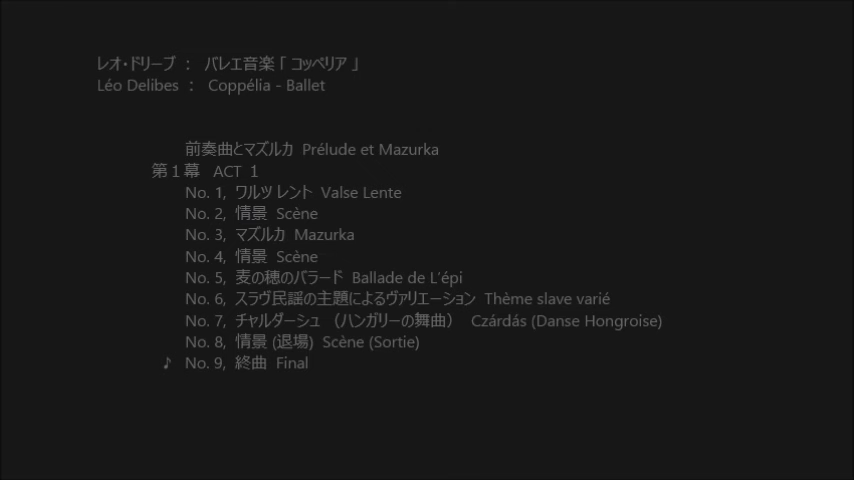 レオ・ドリーブ ： バレエ音楽「 コッペリア 」
Léo Delibes ： Coppélia - Ballet
前奏曲とマズルカ Prélude et Mazurka
第１幕 ACT １
No. 1, ワルツ レント Valse Lente
No. 2, 情景 Scène
No. 3, マズルカ Mazurka
No. 4, 情景 Scène
No. 5, 麦の穂のバラード Ballade de L'épi
No. 6, スラヴ民謡の主題によるヴァリエーション Thème slave varié
No. 7, チャルダーシュ （ハンガリーの舞曲） Czárdás (Danse Hongroise)
No. 8, 情景 (退場) Scène (Sortie)
♪ No. 9, 終曲 Final